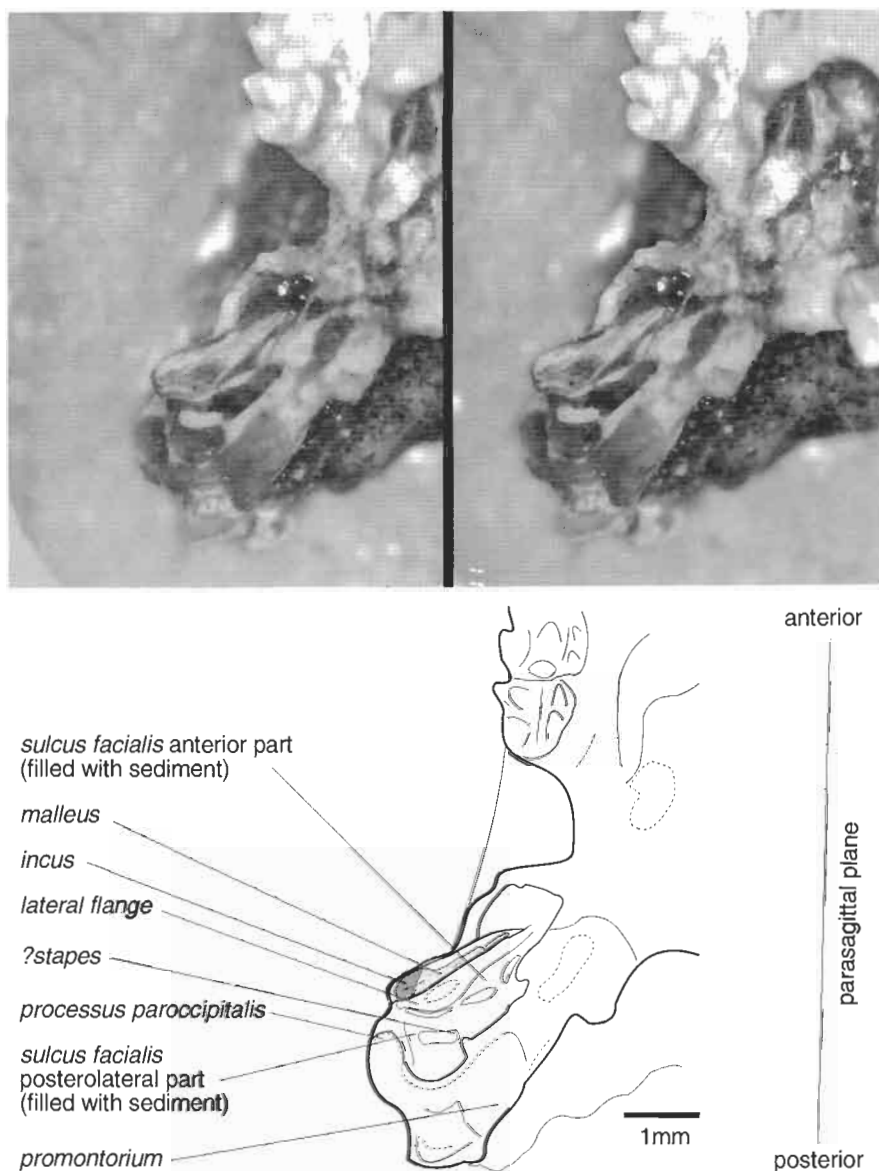 anterior
sulcus facialis anterior part
(filled with sediment)
malleus
incus
lateral flange
?stapes
processus paroccipitalis
sulcus facialis
posterolateral part
(filled with sediment)
promontorium
parasagittal plane
1mm
posterior